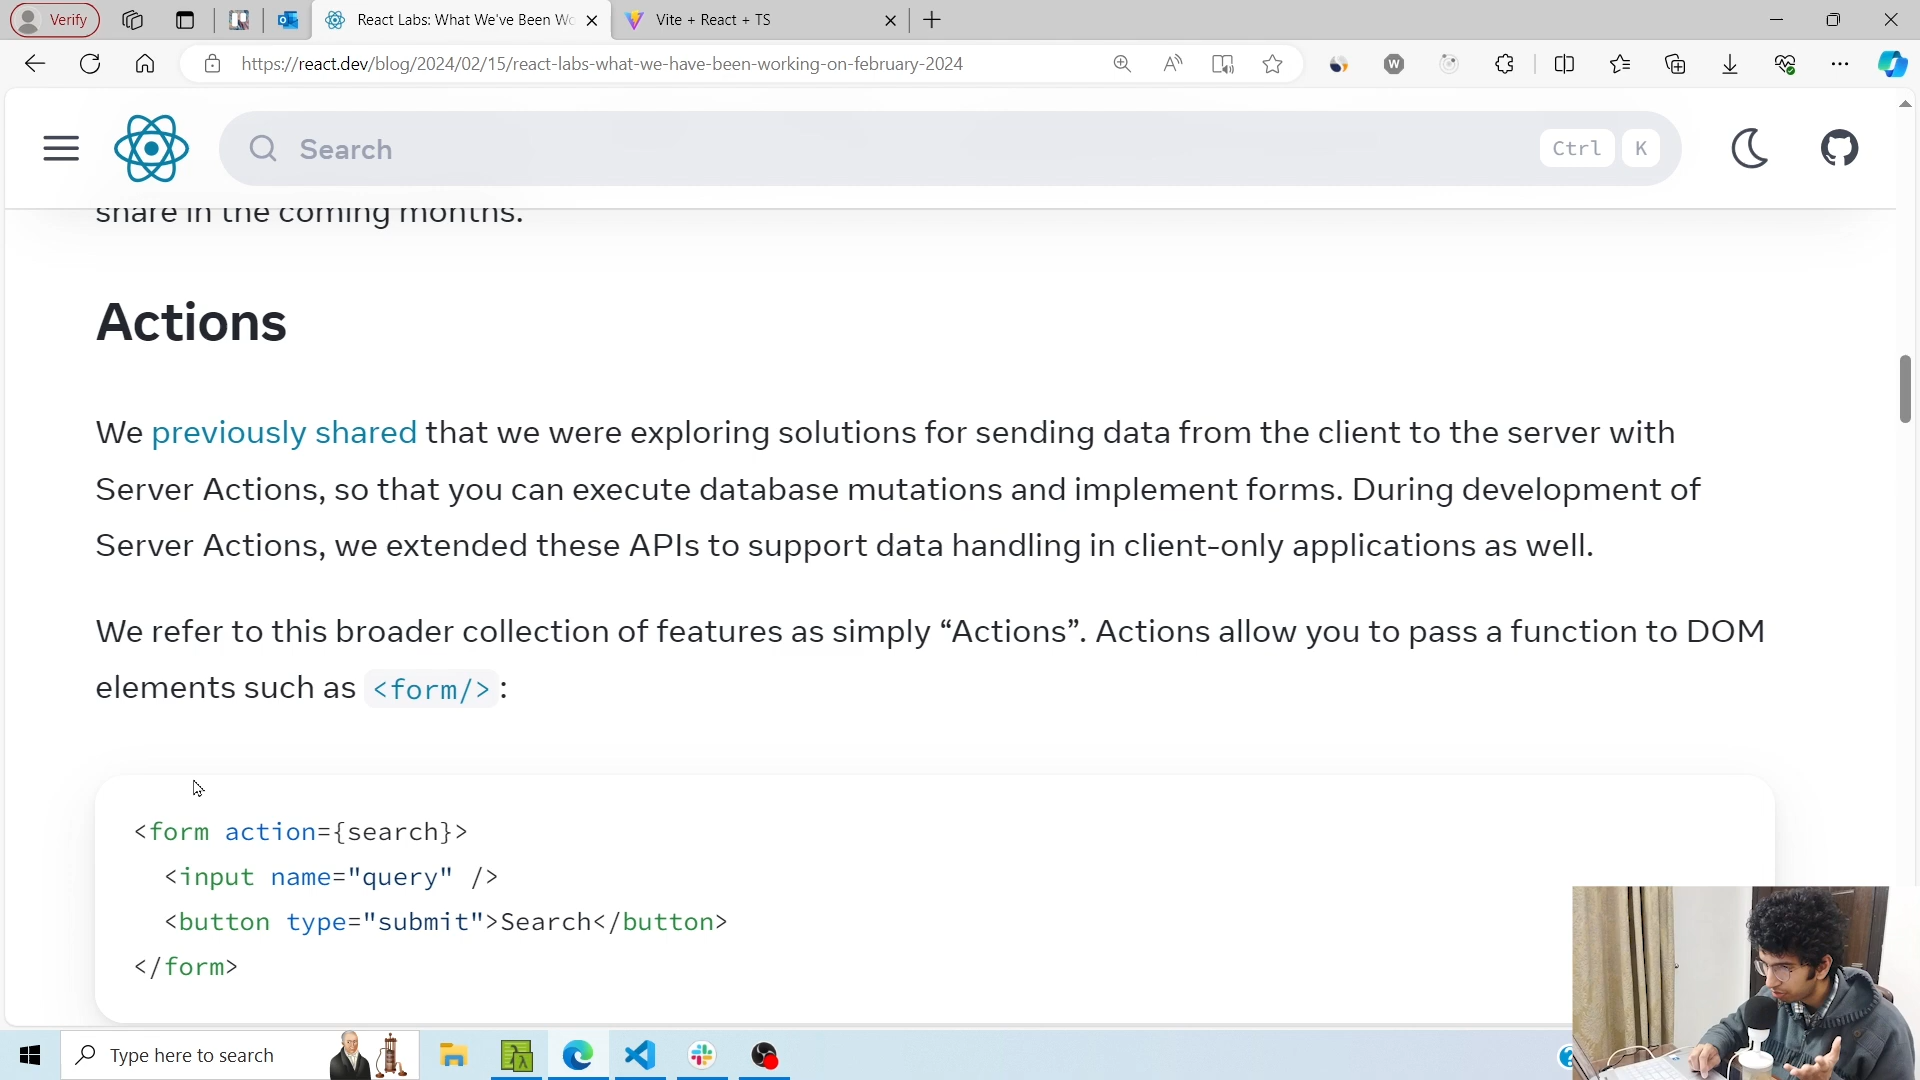 Verify
React Labs: What We've Been Wo
Vite + React + TS
https://react.dev/blog/2024/02/15/react-labs-what-we-have-been-working-on-february-2024
Search
Ctrl K
share in the coming months.
Actions
We previously shared that we were exploring solutions for sending data from the client to the server with
Server Actions, so that you can execute database mutations and implement forms. During development of
Server Actions, we extended these APIs to support data handling in client-only applications as well.
We refer to this broader collection of features as simply “Actions”. Actions allow you to pass a function to DOM
elements such as <form/>:
<form action={search}>
<input name="query" />
<button type="submit">Search</button>
</form>
Type here to search